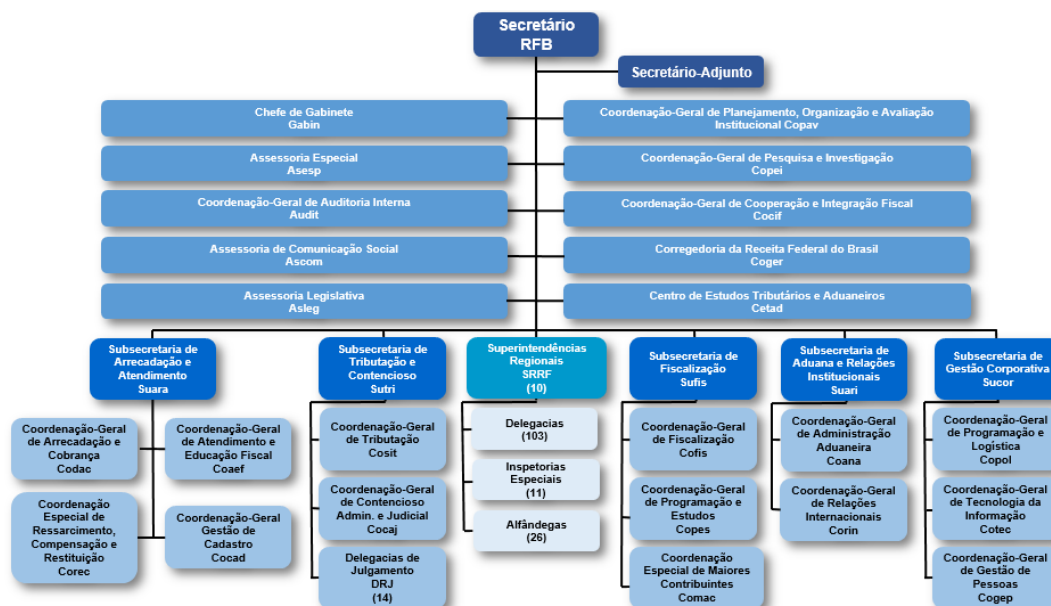 Secretário
RFB
Secretário-Adjunto
Chefe de Gabinete
Gabin
Coordenação-Geral de Planejamento, Organização e Avaliação
Institucional Copav
Assessoria Especial
Asesp
Coordenação-Geral de Pesquisa e Investigação
Copei
Coordenação-Geral de Auditoria Interna
Audit
Coordenação-Geral de Cooperação e Integração Fiscal
Cocif
Assessoria de Comunicação Social
Ascom
Corregedoria da Receita Federal do Brasil
Coger
Assessoria Legislativa
Asleg
Centro de Estudos Tributários e Aduaneiros
Cetad
Subsecretaria de
Arrecadação e
Atendimento
Suara
Subsecretaria de
Tributação e
Contencioso
Sutri
Superintendências
Regionais
SRRF
(10)
Subsecretaria de
Fiscalização
Sufis
Subsecretaria de
Aduana e Relações
Institucionais
Suari
Subsecretaria de
Gestão Corporativa
Sucor
Coordenação-Geral
de Arrecadação e
Cobrança
Codac
Coordenação-Geral
de Atendimento e
Educação Fiscal
Coaef
Coordenação
Especial de
Ressarcimento,
Compensação e
Restituição
Corec
Coordenação-Geral
Gestão de
Cadastro
Cocad
Coordenação-Geral
de Tributação
Cosit
Coordenação-Geral
de Contencioso
Admin. e Judicial
Cocaj
Delegacias de
Julgamento
DRJ
(14)
Delegacias
(103)
Inspetorias
Especiais
(11)
Alfândegas
(26)
Coordenação-Geral
de Fiscalização
Cofis
Coordenação-Geral
de Programação e
Estudos
Copes
Coordenação
Especial de Maiores
Contribuintes
Comac
Coordenação-Geral
de Administração
Aduaneira
Coana
Coordenação-Geral
de Relações
Internacionais
Corin
Coordenação-Geral
de Programação e
Logística
Copol
Coordenação-Geral
de Tecnologia da
Informação
Cotec
Coordenação-Geral
de Gestão de
Pessoas
Cogep